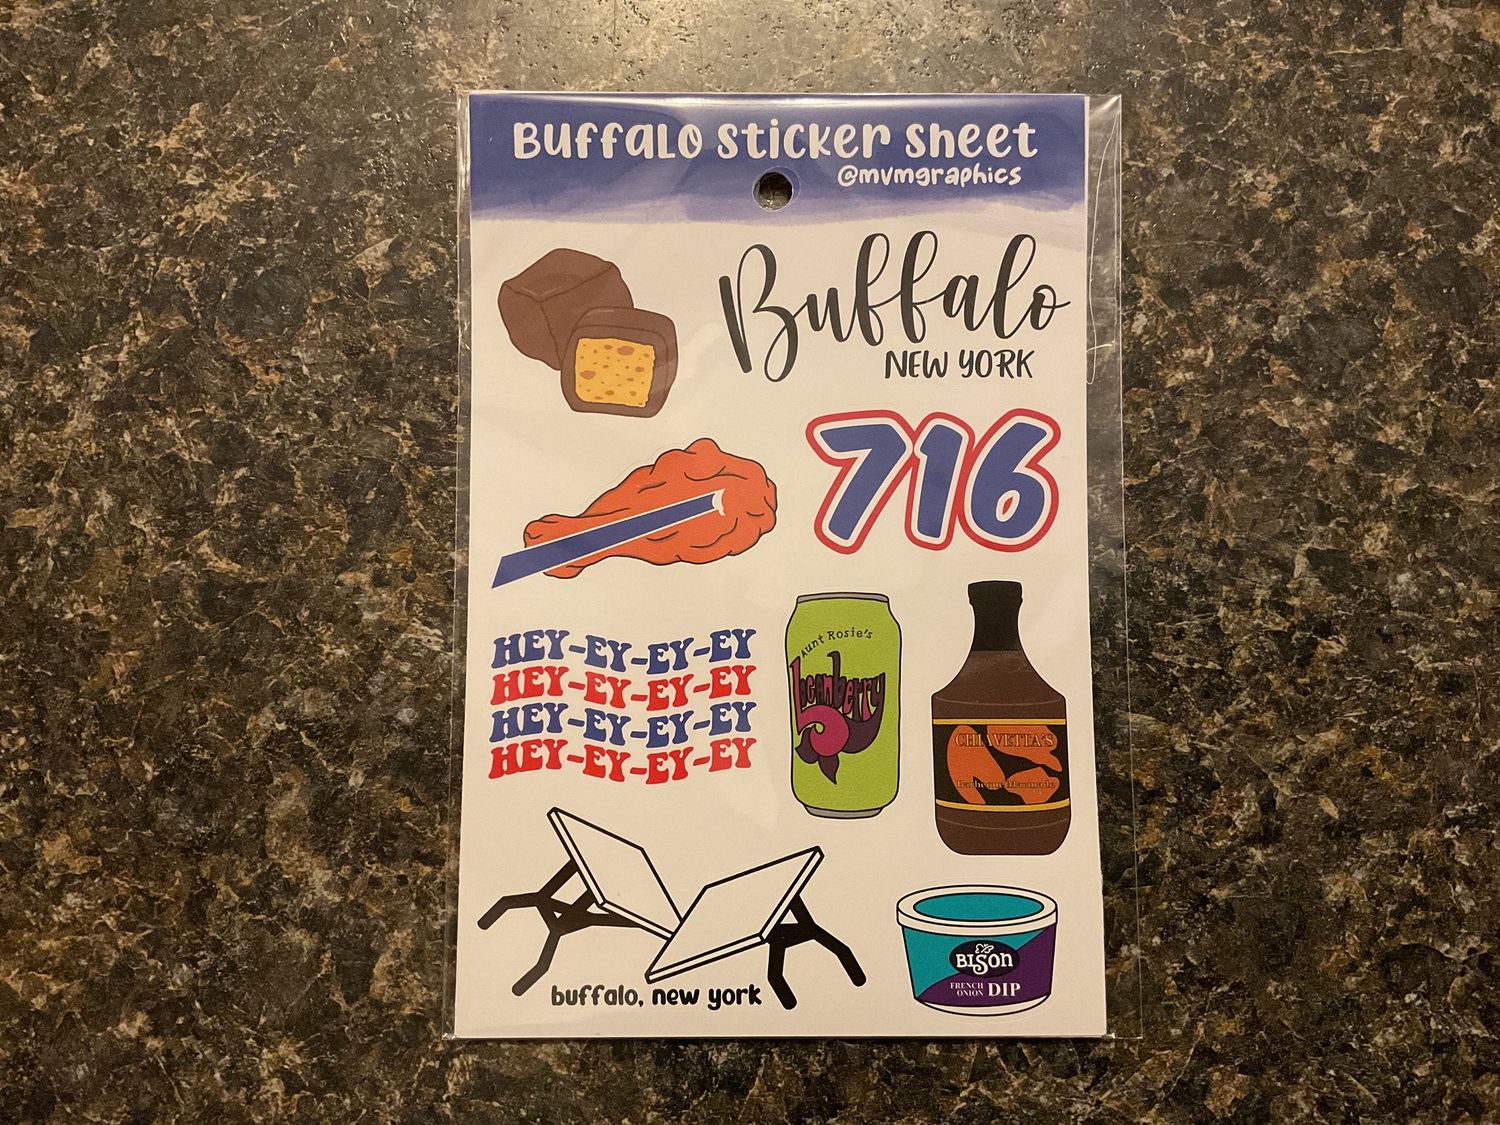 Buffalo Sticker Sheet
@mvmgraphics
Buffalo
NEW YORK
716
HEY-EY-EY-EY
HEY-EY-EY-EY
HEY-EY-EY-EY
HEY-EY-EY-EY
Aunt Rosie's
loganberry
CHIAVETTA'S
Barbecue Marinade
buffalo, new york
BISON
FRENCH
ONION DIP